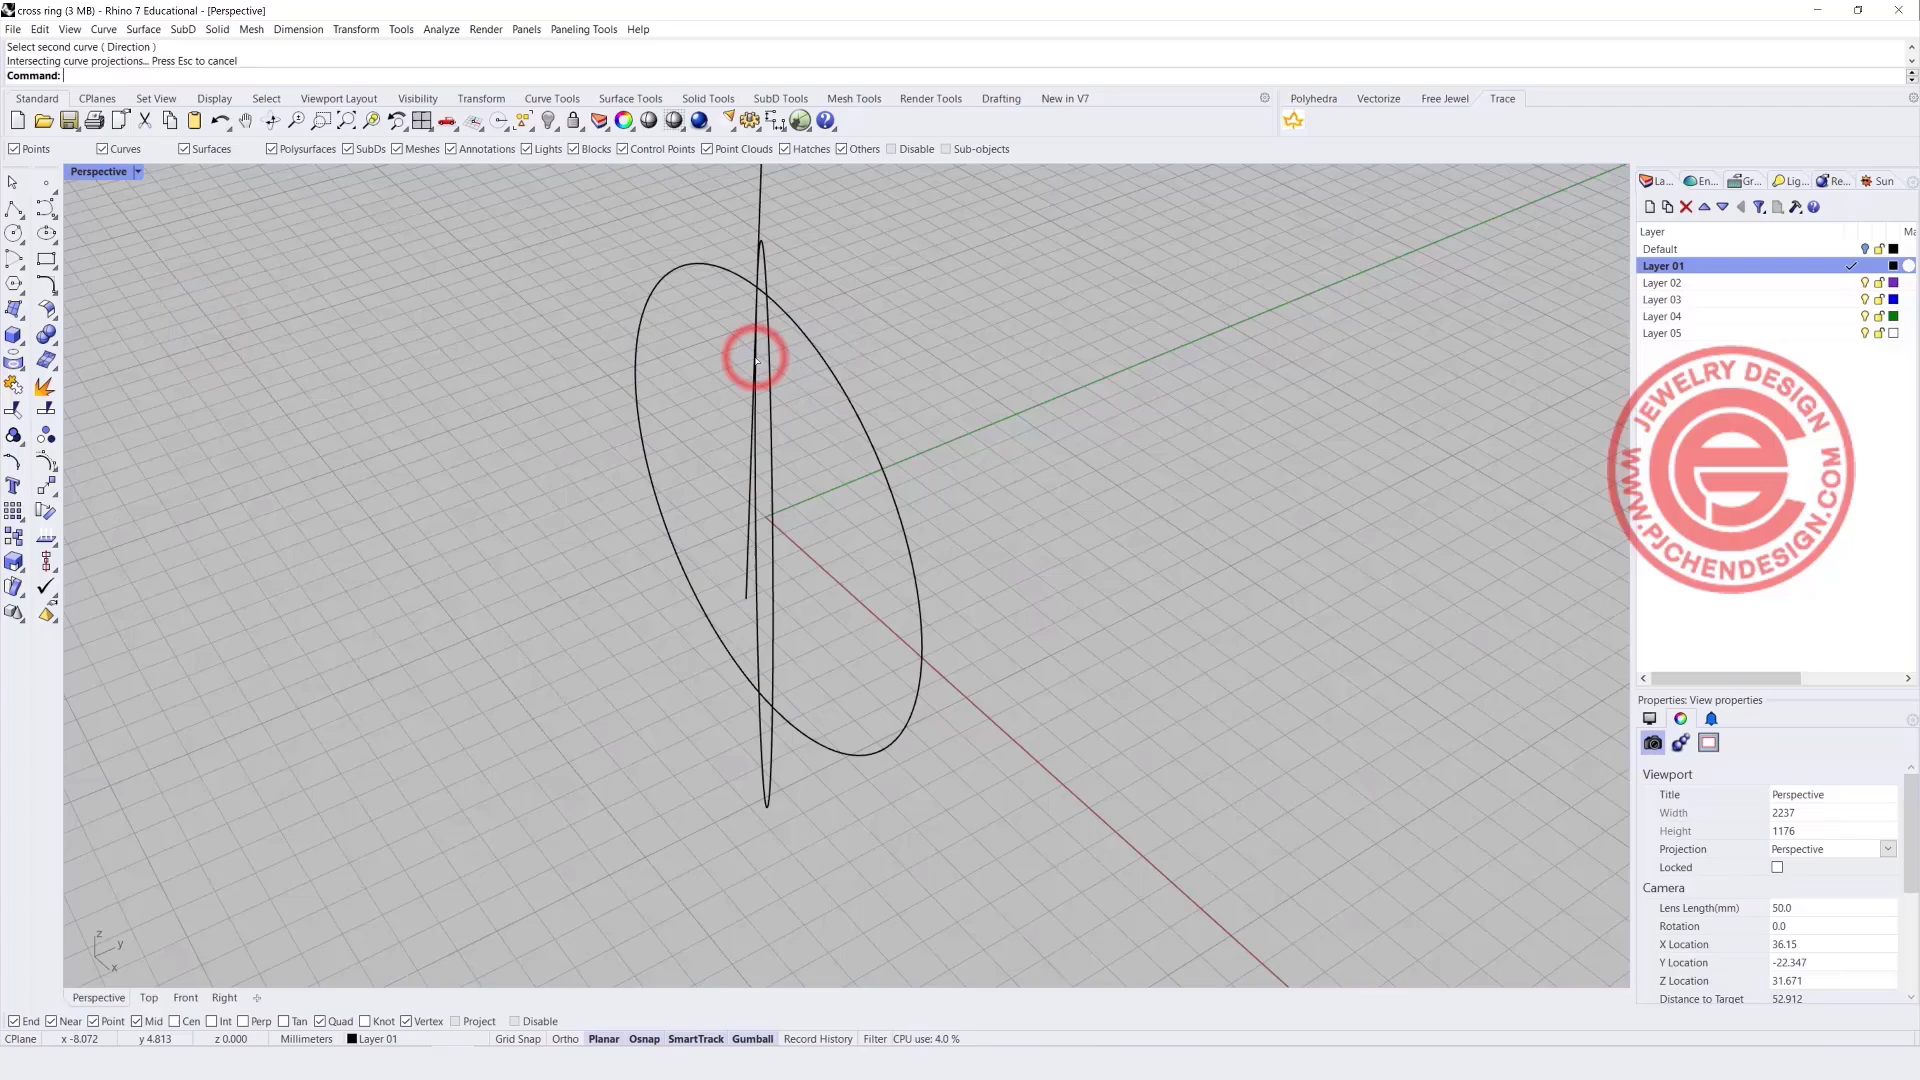 cross ring (3 MB) - Rhino 7 Educational - [Perspective]
File Edit View Curve Surface SubD Solid Mesh Dimension Transform Tools Analyze Render Panels Paneling Tools Help
Select second curve ( Direction )
Intersecting curve projections... Press Esc to cancel
Command:
Standard CPlanes Set View Display Select Viewport Layout Visibility Transform Curve Tools Surface Tools Solid Tools SubD Tools Mesh Tools Render Tools Drafting New in V7 Polyhedra Vectorize Free Jewel Trace
Points Curves Surfaces Polysurfaces SubDs Meshes Annotations Lights Blocks Control Points Point Clouds Hatches Others Disable Sub-objects
Perspective
La... En... Gr... Lig... Re... Sun
Layer Ma
Default
Layer 01
Layer 02
Layer 03
Layer 04
Layer 05
JEWELRY DESIGN
WWW.PJCHENDESIGN.COM
Properties: View properties
Viewport
Title Perspective
Width 2237
Height 1176
Projection Perspective
Locked
Camera
Lens Length(mm) 50.0
Rotation 0.0
X Location 36.15
Y Location -22.347
Z Location 31.671
Distance to Target 52.912
z
y
x
Perspective Top Front Right
End Near Point Mid Cen Int Perp Tan Quad Knot Vertex Project Disable
CPlane x -8.072 y 4.813 z 0.000 Millimeters Layer 01 Grid Snap Ortho Planar Osnap SmartTrack Gumball Record History Filter CPU use: 4.0 %